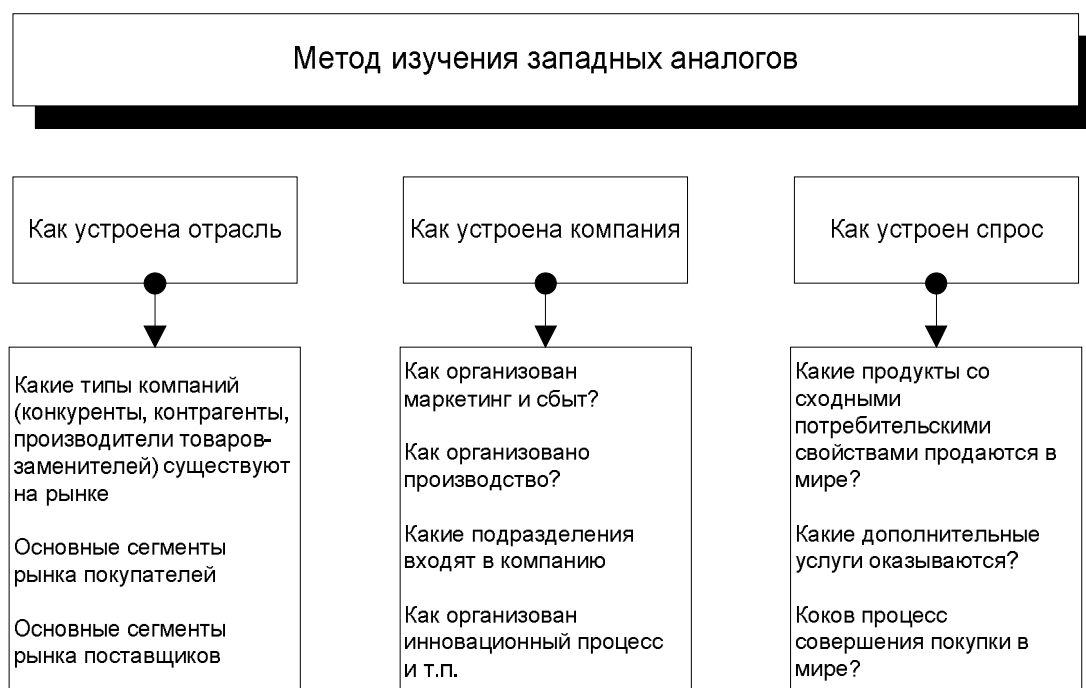 Метод изучения западных аналогов
Как устроена отрасль
Как устроена компания
Как устроен спрос
Какие типы компаний
(конкуренты, контрагенты,
производители товаров-
заменителей) существуют
на рынке
Основные сегменты
рынка покупателей
Основные сегменты
рынка поставщиков
Как организован
маркетинг и сбыт?
Как организовано
производство?
Какие подразделения
входят в компанию
Как организован
инновационный процесс
и т.п.
Какие продукты со
сходными
потребительскими
свойствами продаются в
мире?
Какие дополнительные
услуги оказываются?
Коков процесс
совершения покупки в
мире?